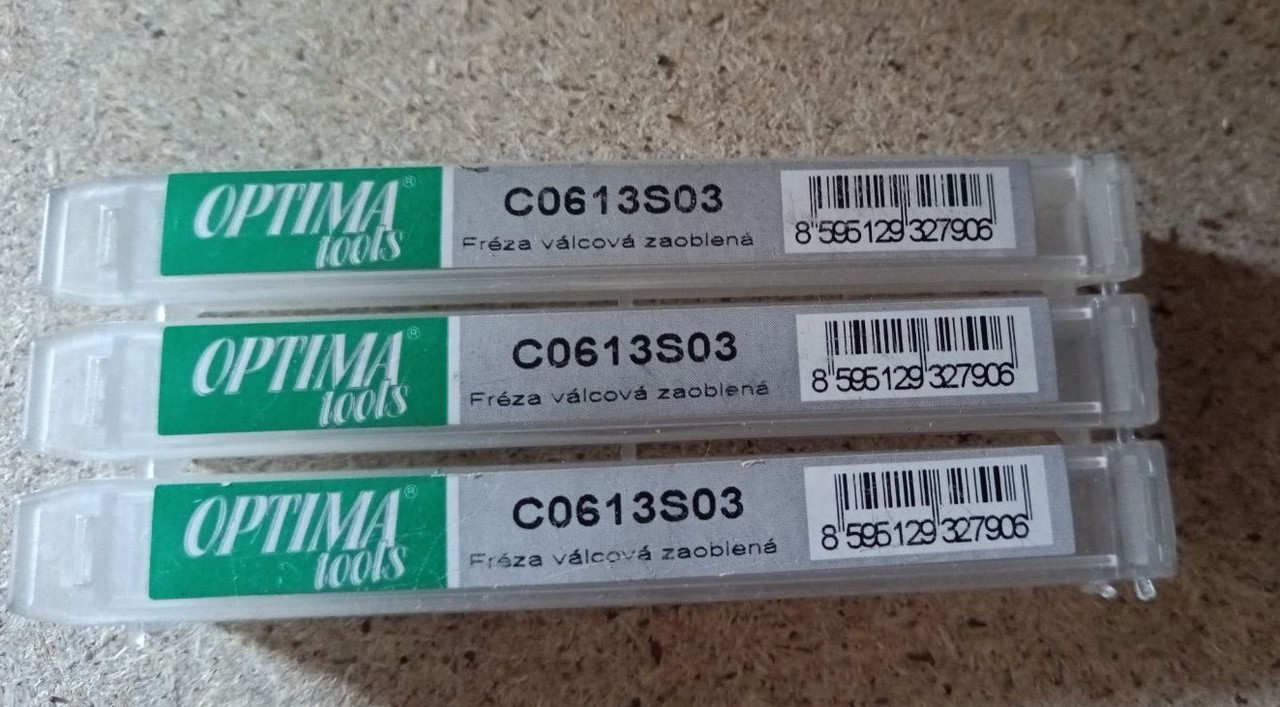 OPTIMA®
tools
C0613S03
Fréza válcová zaoblená
8 595129 327906
OPTIMA®
tools
C0613S03
Fréza válcová zaoblená
8 595129 327906
OPTIMA®
tools
C0613S03
Fréza válcová zaoblená
8 595129 327906